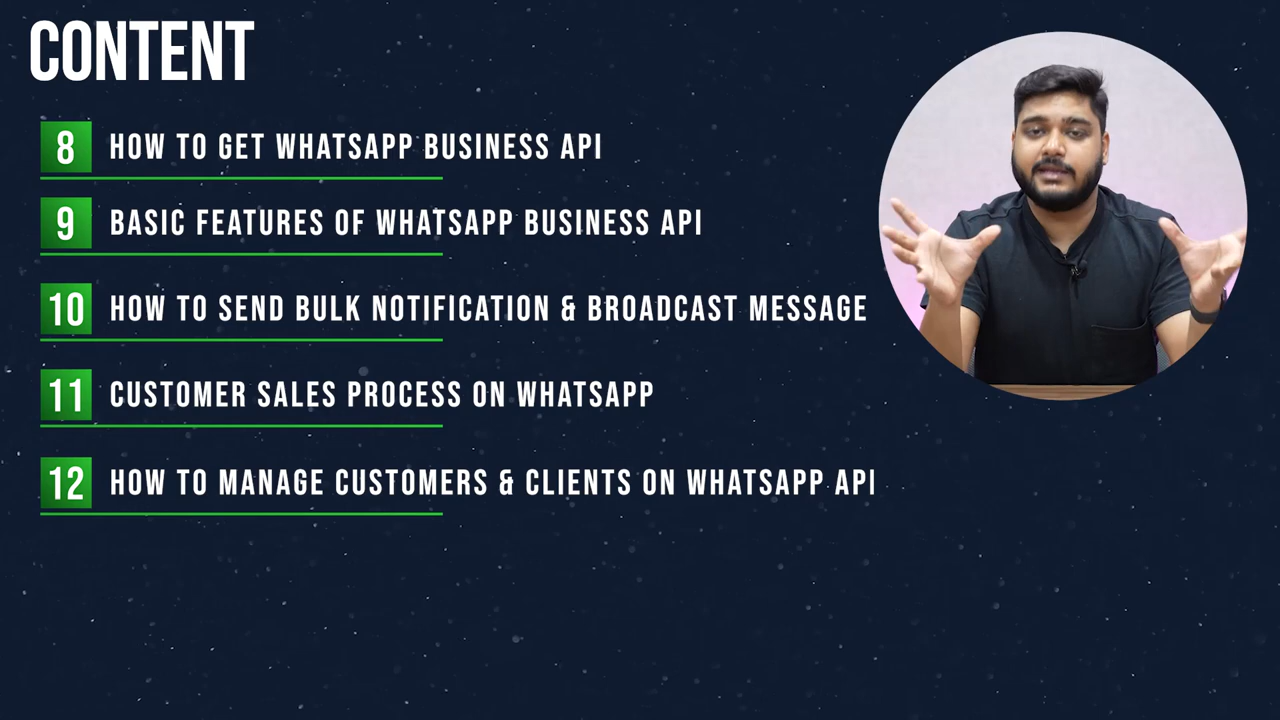 CONTENT
8 HOW TO GET WHATSAPP BUSINESS API
9 BASIC FEATURES OF WHATSAPP BUSINESS API
10 HOW TO SEND BULK NOTIFICATION & BROADCAST MESSAGE
11 CUSTOMER SALES PROCESS ON WHATSAPP
12 HOW TO MANAGE CUSTOMERS & CLIENTS ON WHATSAPP API